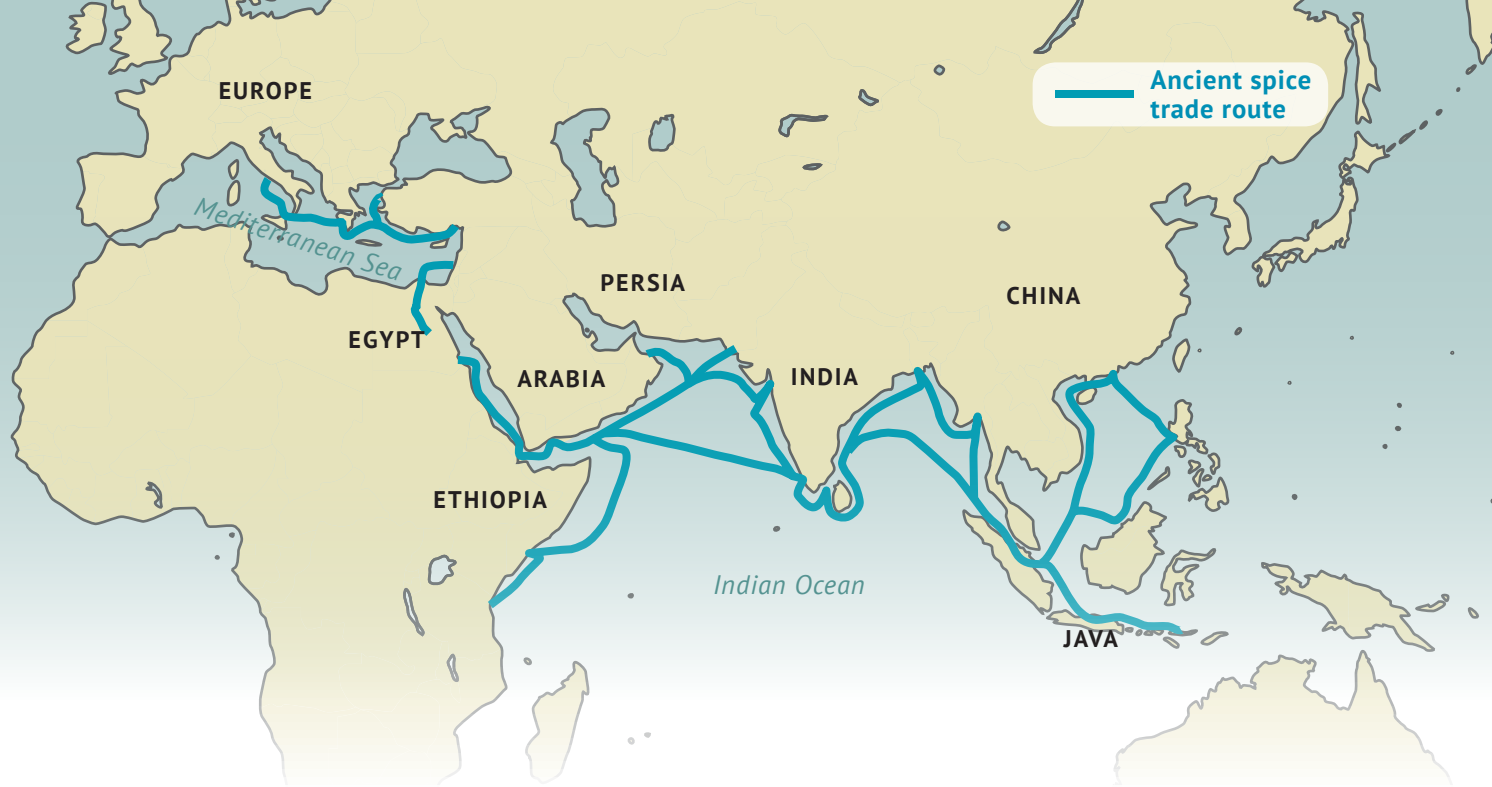 EUROPE
Ancient spice
trade route
Mediterranean Sea
PERSIA
CHINA
EGYPT
ARABIA
INDIA
ETHIOPIA
Indian Ocean
JAVA